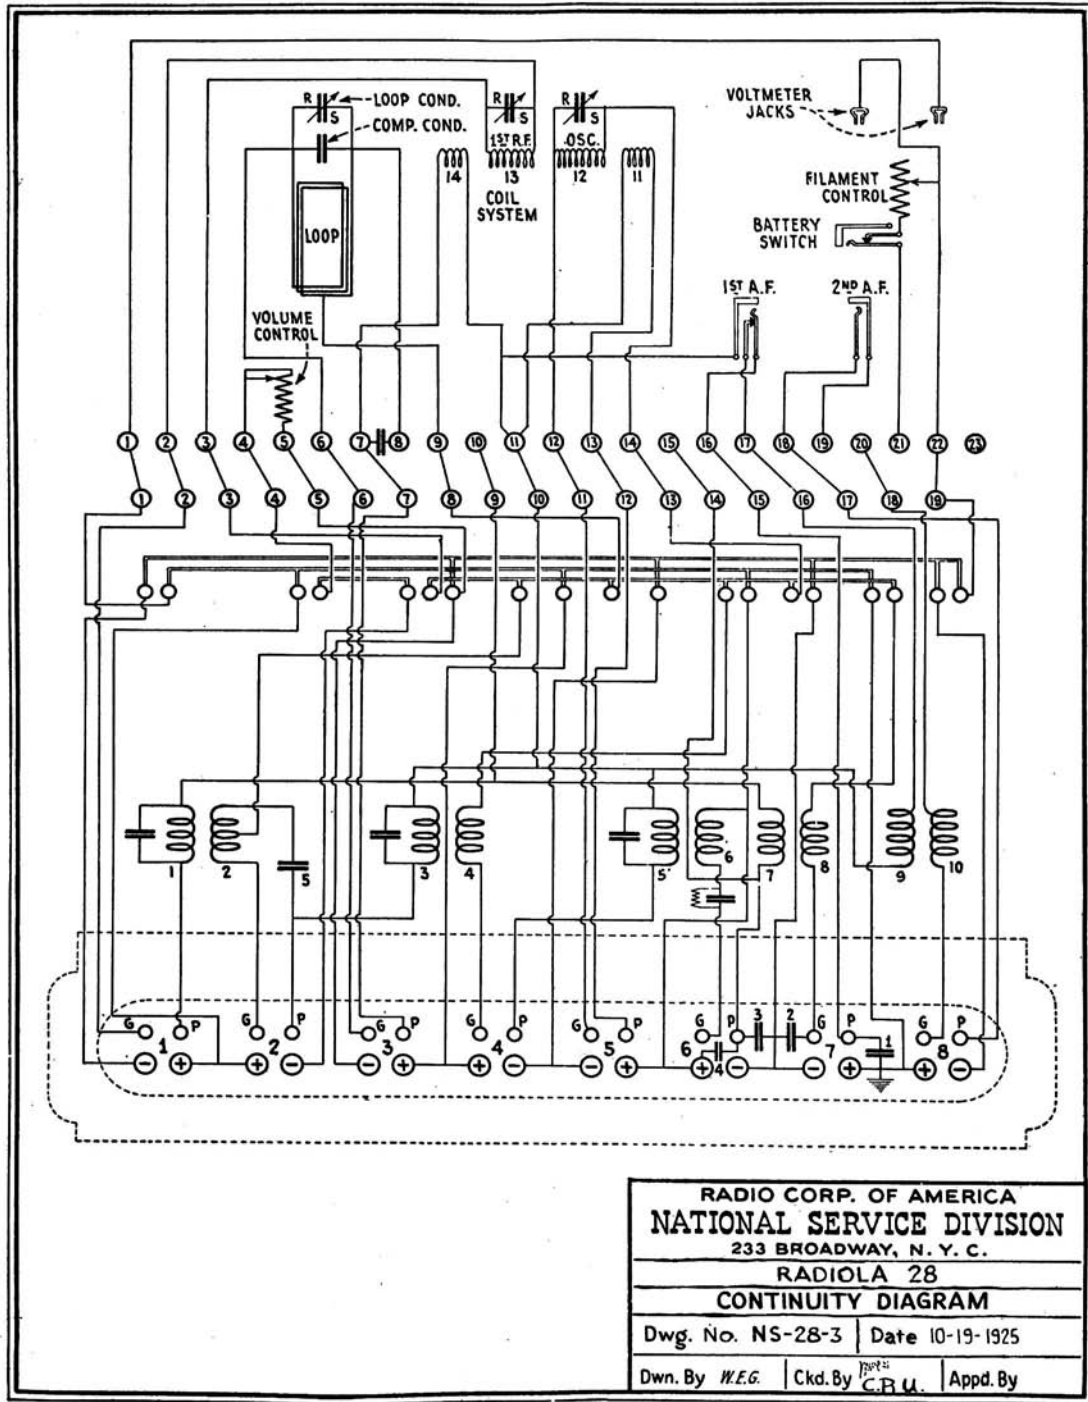 R
S
LOOP COND.
COMP. COND.
R
S
1ST R.F.
R
S
OSC.
14
13
12
11
COIL
SYSTEM
VOLTMETER
JACKS
FILAMENT
CONTROL
BATTERY
SWITCH
LOOP
VOLUME
CONTROL
1ST A.F.
2ND A.F.
1 2 3 4 5 6 7 8 9 10 11 12 13 14 15 16 17 18 19 20 21 22 23
1 2 3 4 5 6 7 8 9 10 11 12 13 14 15 16 17 18 19
1 2 5 3 4 5 6 7 8 9 10
G P G P G P G P G P G P 3 2 G P 1 G P
1 2 3 4 5 6 4 7 8
- + + - - + + - - + + - - + + -
RADIO CORP. OF AMERICA
NATIONAL SERVICE DIVISION
233 BROADWAY, N. Y. C.
RADIOLA 28
CONTINUITY DIAGRAM
Dwg. No. NS-28-3 Date 10-19-1925
Dwn. By W.E.G. Ckd. By C.R.U. Appd. By